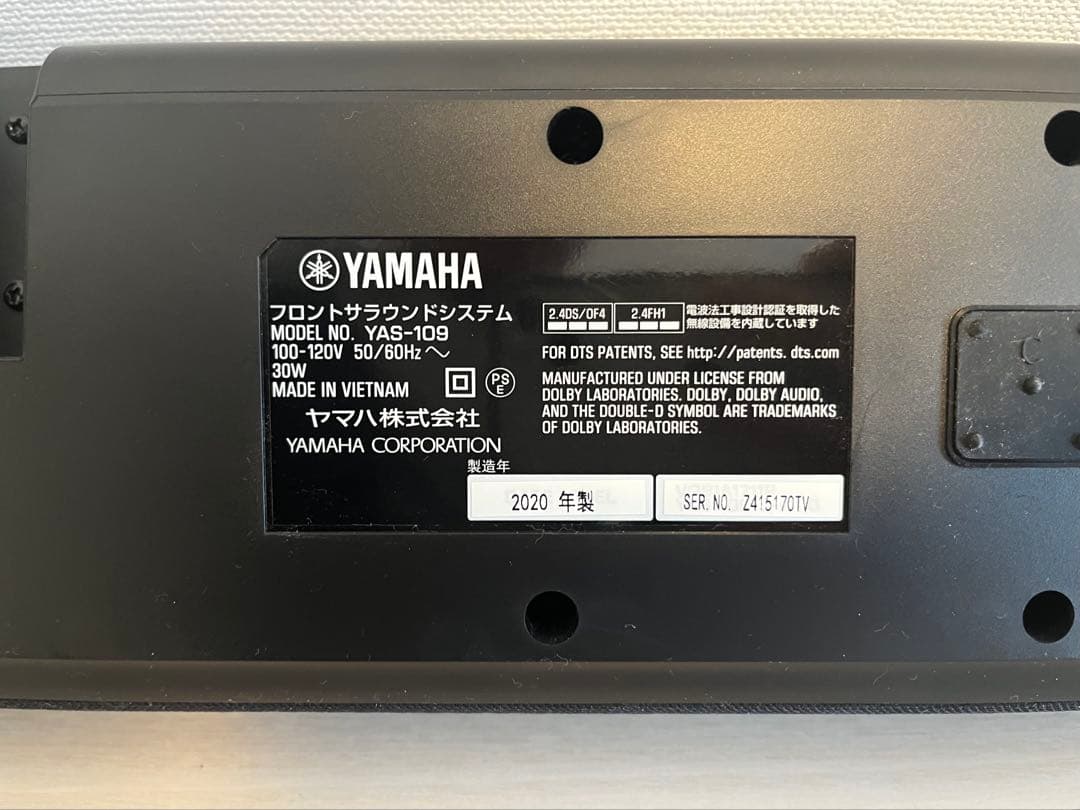 YAMAHA
フロントサラウンドシステム
MODEL NO. YAS-109
100-120V 50/60Hz ～
30W
MADE IN VIETNAM
PS
E
ヤマハ株式会社
YAMAHA CORPORATION
2.4DS/OF4
2.4FH1
電波法工事設計認証を取得した
無線設備を内蔵しています
FOR DTS PATENTS, SEE http://patents. dts.com
MANUFACTURED UNDER LICENSE FROM
DOLBY LABORATORIES. DOLBY, DOLBY AUDIO,
AND THE DOUBLE-D SYMBOL ARE TRADEMARKS
OF DOLBY LABORATORIES.
製造年
2020 年製
SER. NO. Z415170TV
C